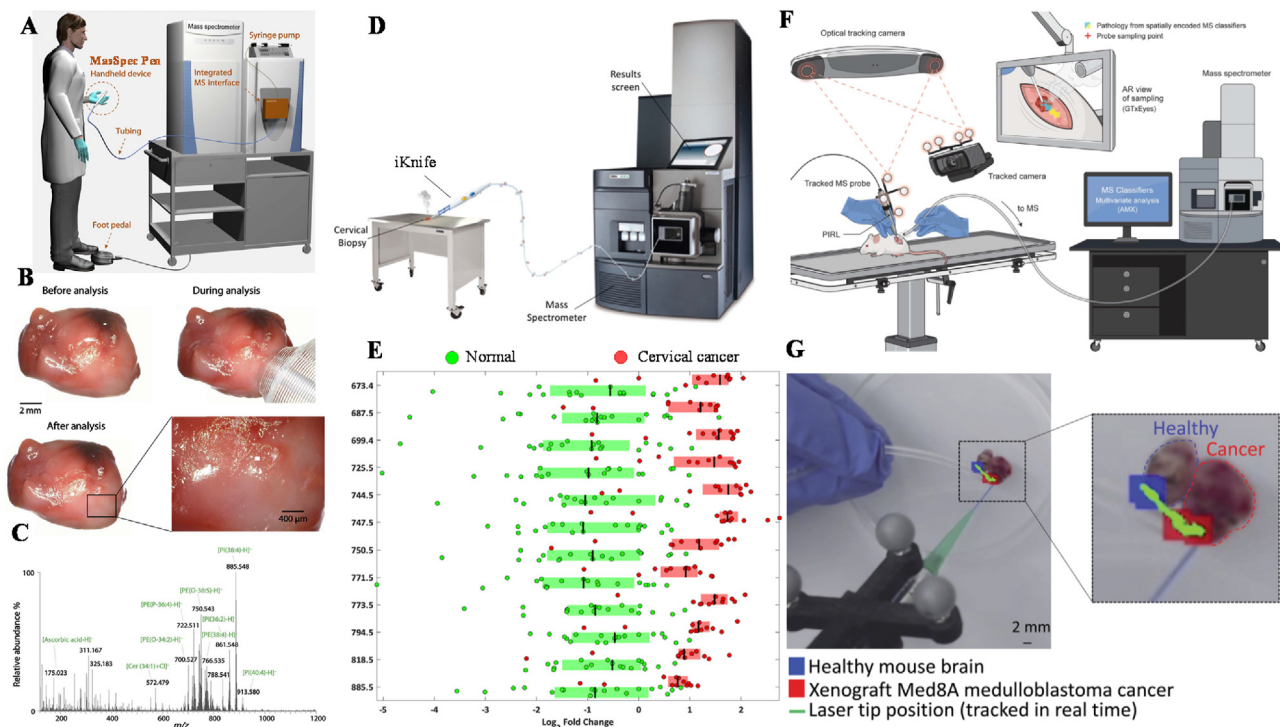 A
Mass spectrometer
Syringe pump
MasSpec Pen
Handheld device
Integrated
MS interface
Tubing
Foot pedal
B
Before analysis
During analysis
2 mm
After analysis
400 µm
C
100
Relative abundance %
[PI(38:4)-H]⁻
885.548
[PE(O-38:5)-H]⁻
750.543
[PE(P-36:4)-H]⁻
722.511
[PI(36:2)-H]⁻
861.548
[PE(O-34:2)-H]⁻
[PE(38:4)-H]⁻
[Ascorbic acid-H]⁻
311.167
700.527
766.535
175.023
325.183
[Cer (34:1)+Cl]⁻
788.541
[PI(40:4)-H]⁻
572.479
913.580
200
400
600
800
1000
1200
m/z
D
Results
screen
iKnife
Cervical
Biopsy
Mass
Spectrometer
E
Normal
Cervical cancer
673.4
687.5
699.4
725.5
744.5
747.5
750.5
771.5
773.5
794.5
818.5
885.5
-5
-4
-3
-2
-1
0
1
2
Log₂ Fold Change
F
Optical tracking camera
Pathology from spatially encoded MS classifiers
Probe sampling point
Mass spectrometer
AR view
of sampling
(GTxEyes)
Tracked camera
Tracked MS probe
to MS
MS Classifiers
Multivariate analysis
(AMX)
PIRL
G
Healthy
Cancer
2 mm
Healthy mouse brain
Xenograft Med8A medulloblastoma cancer
Laser tip position (tracked in real time)